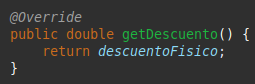 @Override
public double getDescuento() {
    return descuentoFisico;
}